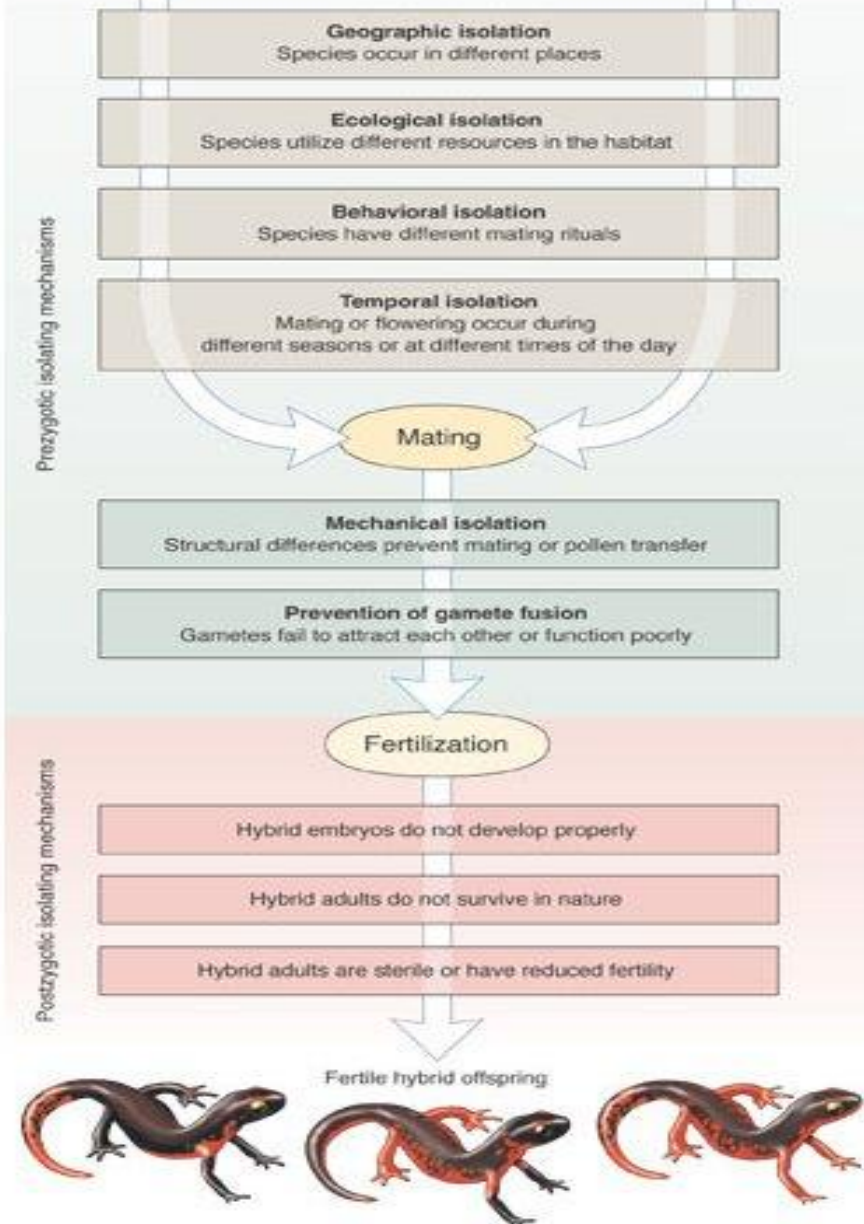 Geographic isolation
Species occur in different places
Ecological isolation
Species utilize different resources in the habitat
Behavioral isolation
Species have different mating rituals
Temporal isolation
Mating or flowering occur during
different seasons or at different times of the day
Prezygotic isolating mechanisms
Mating
Mechanical isolation
Structural differences prevent mating or pollen transfer
Prevention of gamete fusion
Gametes fail to attract each other or function poorly
Fertilization
Postzygotic isolating mechanisms
Hybrid embryos do not develop properly
Hybrid adults do not survive in nature
Hybrid adults are sterile or have reduced fertility
Fertile hybrid offspring